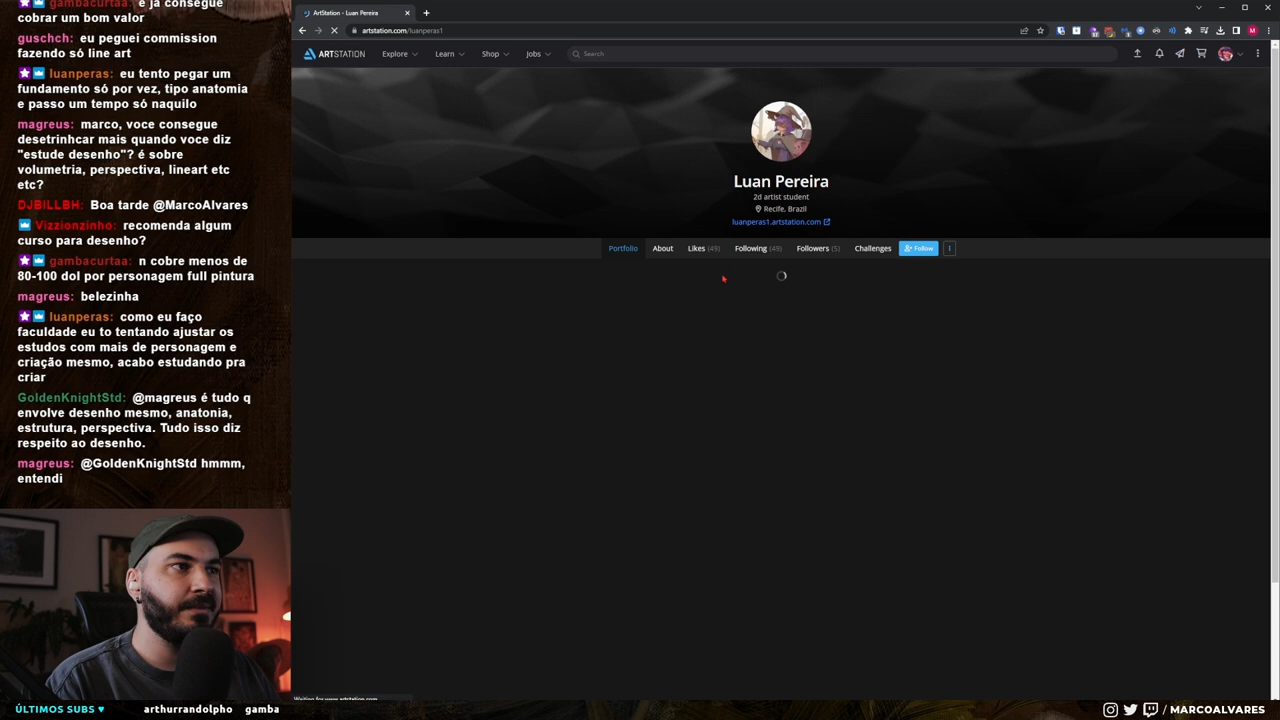 gambacurtaa: e ja consegue
cobrar um bom valor
guschch: eu peguei commission
fazendo só line art
luanperas: eu tento pegar um
fundamento só por vez, tipo anatomia
e passo um tempo só naquilo
magreus: marco, voce consegue
desetrinhcar mais quando voce diz
"estude desenho"? é sobre
volumetria, perspectiva, lineart etc
etc?
DJBILLBH: Boa tarde @MarcoAlvares
Vizzionzinho: recomenda algum
curso para desenho?
gambacurtaa: n cobre menos de
80-100 dol por personagem full pintura
magreus: belezinha
luanperas: como eu faço
faculdade eu to tentando ajustar os
estudos com mais de personagem e
criação mesmo, acabo estudando pra
criar
GoldenKnightStd: @magreus é tudo q
envolve desenho mesmo, anatonia,
estrutura, perspectiva. Tudo isso diz
respeito ao desenho.
magreus: @GoldenKnightStd hmmm,
entendi
ArtStation - Luan Pereira
artstation.com/luanperas1
ARTSTATION Explore Learn Shop Jobs Search
Luan Pereira
2d artist student
Recife, Brazil
luanperas1.artstation.com
Portfolio About Likes (49) Following (49) Followers (5) Challenges Follow
Waiting for www.artstation.com
ÚLTIMOS SUBS ♥ arthurrandolpho gamba
/ MARCOALVARES